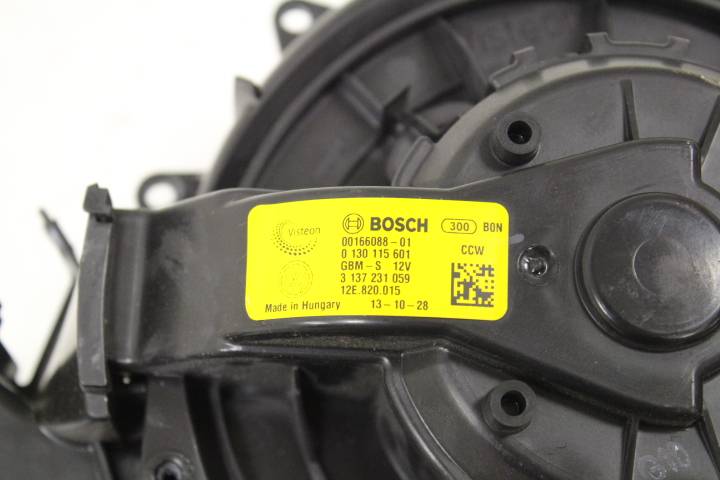 Visteon BOSCH 300 B0N
00166088-01 CCW
0 130 115 601
GBM-S 12V
3 137 231 059
12E.820.015
Made in Hungary 13-10-28